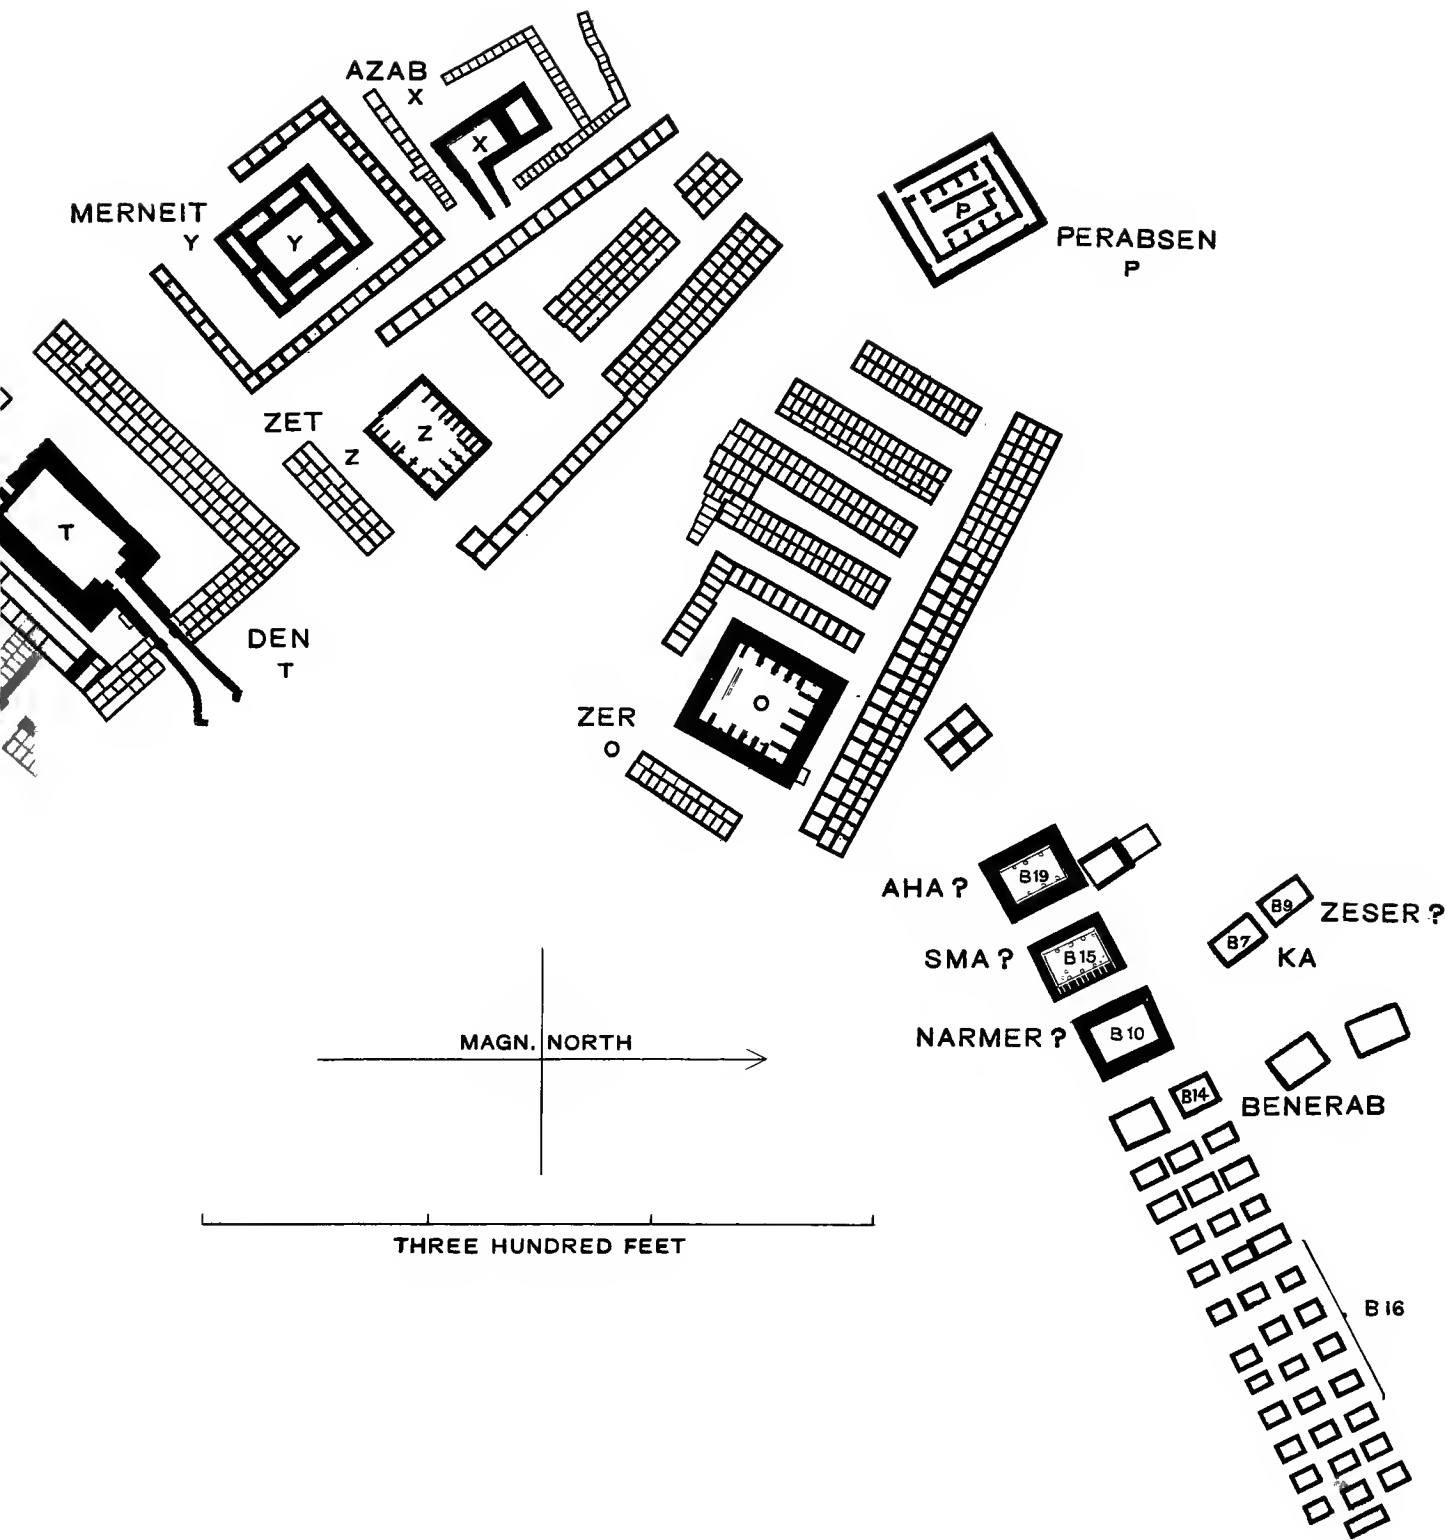 AZAB
X
X
MERNEIT
Y
Y
P
PERABSEN
P
ZET
Z
Z
T
DEN
T
ZER
O
O
B19
AHA ?
B9
ZESER ?
B7
KA
SMA ?
B15
NARMER ?
B10
MAGN. NORTH
B14
BENERAB
THREE HUNDRED FEET
B16